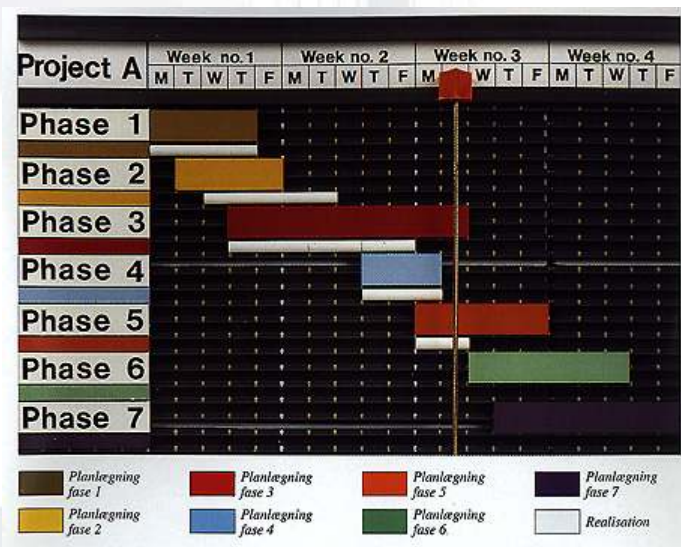 Project A
Week no. 1 Week no. 2 Week no. 3 Week no. 4
M T W T F M T W T F M W T F M T W T F
Phase 1
Phase 2
Phase 3
Phase 4
Phase 5
Phase 6
Phase 7
Planlægning
fase 1
Planlægning
fase 2
Planlægning
fase 3
Planlægning
fase 4
Planlægning
fase 5
Planlægning
fase 6
Planlægning
fase 7
Realisation